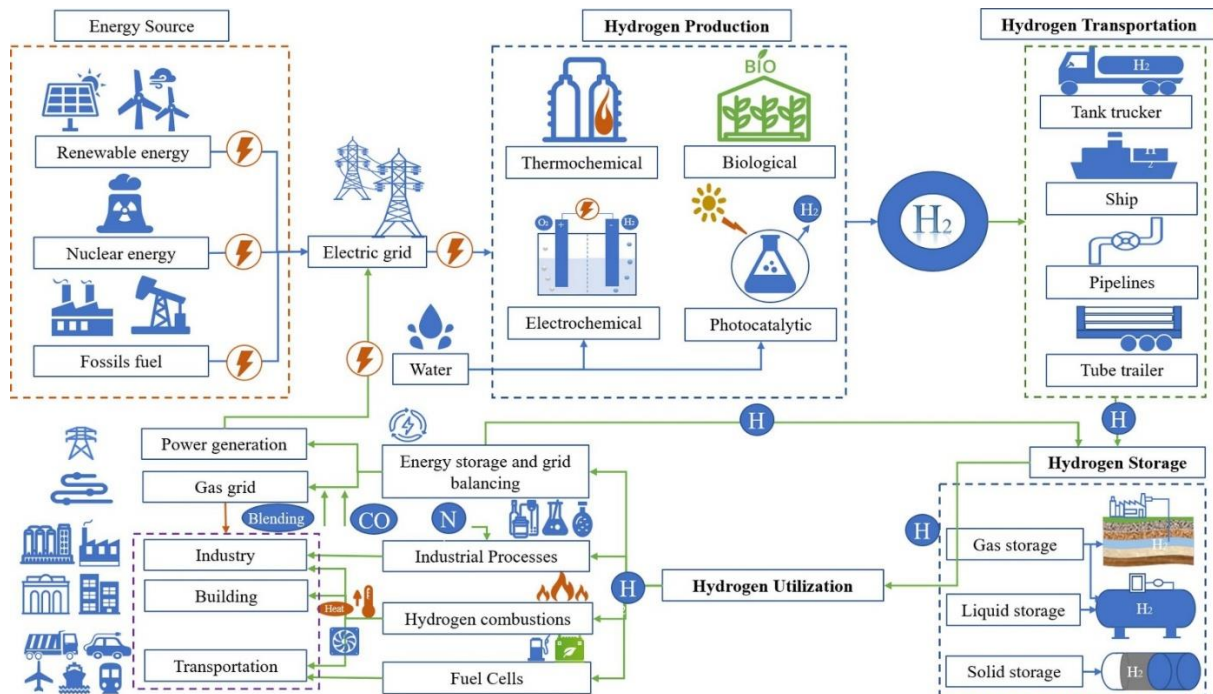 Energy Source
Hydrogen Production
Hydrogen Transportation
Renewable energy
Nuclear energy
Fossils fuel
Electric grid
Water
BIO
Thermochemical
Biological
O₂
+
-
H₂
H₂
Electrochemical
Photocatalytic
H₂
H₂
Tank trucker
H
2
Ship
Pipelines
Tube trailer
H
H
Power generation
Gas grid
Energy storage and grid
balancing
Blending
CO
N
Industry
Building
Transportation
Industrial Processes
Heat
Hydrogen combustions
Fuel Cells
H
Hydrogen Utilization
Hydrogen Storage
H
Gas storage
H
Liquid storage
H₂
Solid storage
H₂